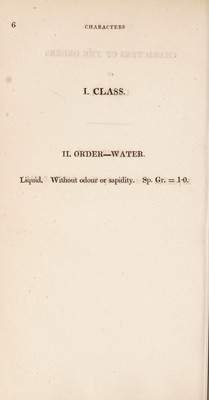 6 CHARACTERS
I. CLASS.
II. ORDER—WATER.
Liquid. Without odour or sapidity. Sp. Gr. = 1·0.